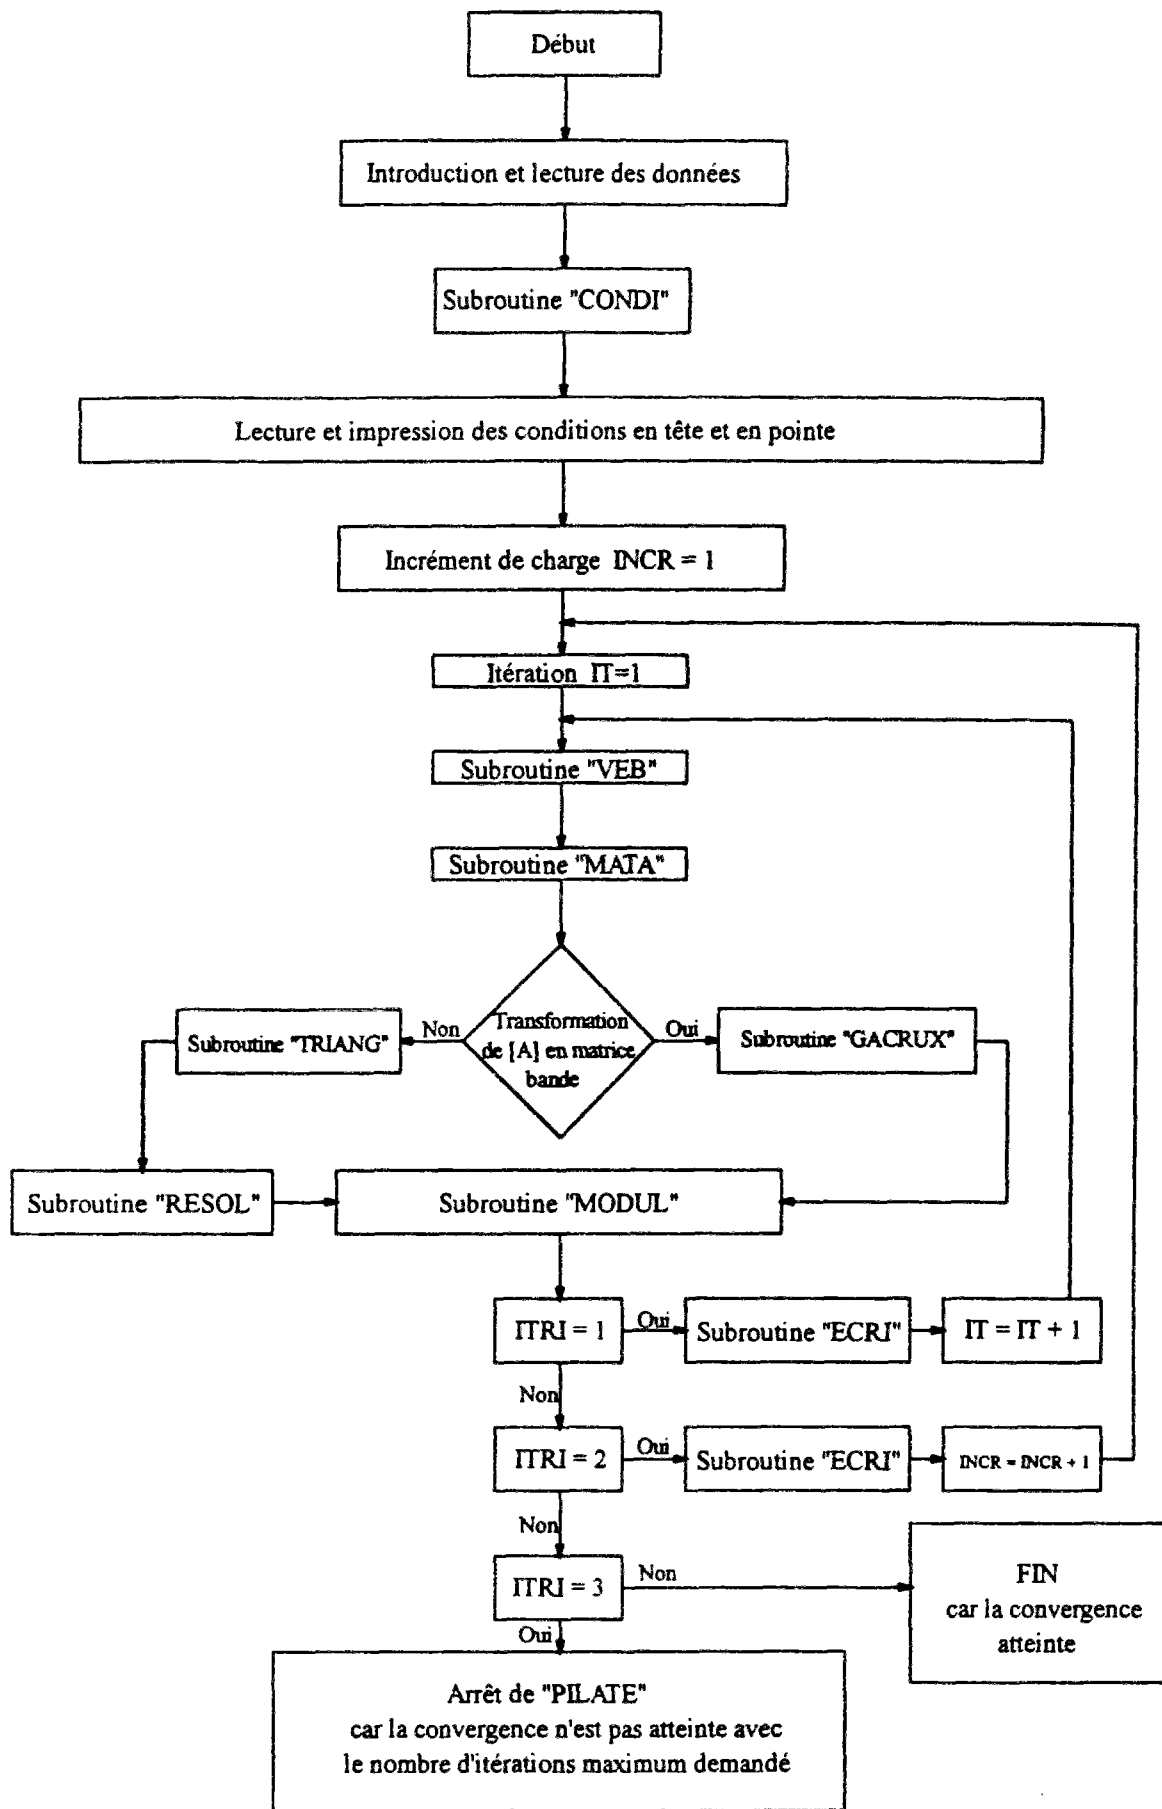 Début
Introduction et lecture des données
Subroutine "CONDI"
Lecture et impression des conditions en tête et en pointe
Incrément de charge INCR = 1
Itération IT=1
Subroutine "VEB"
Subroutine "MATA"
Transformation
de [A] en matrice
bande
Non
Oui
Subroutine "TRIANG"
Subroutine "GACRUX"
Subroutine "RESOL"
Subroutine "MODUL"
ITRI = 1
Oui
Subroutine "ECRI"
IT = IT + 1
Non
ITRI = 2
Oui
Subroutine "ECRI"
INCR = INCR + 1
Non
ITRI = 3
Non
FIN
car la convergence
atteinte
Oui
Arrêt de "PILATE"
car la convergence n'est pas atteinte avec
le nombre d'itérations maximum demandé